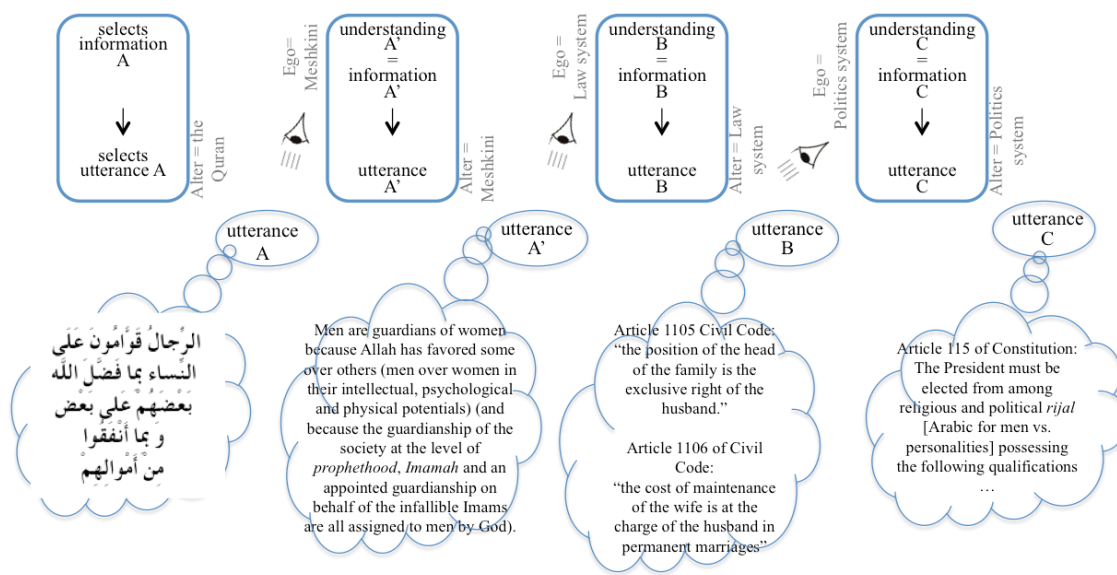 selects
information
A
selects
utterance A
Alter = the
Quran
Ego=
Meshkini
understanding
A'
=
information
A'
utterance
A'
Alter =
Meshkini
Ego=
Law system
understanding
B
=
information
B
utterance
B
Alter = Law
system
Ego=
Politics system
understanding
C
=
information
C
utterance
C
Alter = Politics
system
utterance
A
utterance
A'
utterance
B
utterance
C
الرِّجالُ قَوَّامُونَ عَلَى
النِّساء بِما فَضَّلَ اللَّه
بَعْضَهُمْ عَلى بَعْض
وَ بِما أَنْفَقُوا
مِنْ أَمْوالِهِمْ
Men are guardians of women
because Allah has favored some
over others (men over women in
their intellectual, psychological
and physical potentials) (and
because the guardianship of the
society at the level of
prophethood, Imamah and an
appointed guardianship on
behalf of the infallible Imams
are all assigned to men by God).
Article 1105 Civil Code:
“the position of the head
of the family is the
exclusive right of the
husband.”
Article 1106 of Civil
Code:
“the cost of maintenance
of the wife is at the
charge of the husband in
permanent marriages”
Article 115 of Constitution:
The President must be
elected from among
religious and political rijal
[Arabic for men vs.
personalities] possessing
the following qualifications
…